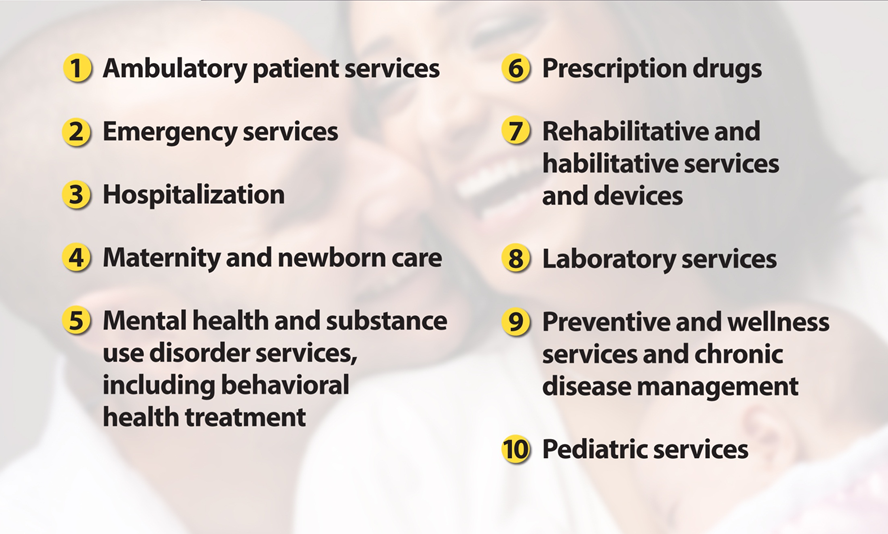 1 Ambulatory patient services
2 Emergency services
3 Hospitalization
4 Maternity and newborn care
5 Mental health and substance
use disorder services,
including behavioral
health treatment
6 Prescription drugs
7 Rehabilitative and
habilitative services
and devices
8 Laboratory services
9 Preventive and wellness
services and chronic
disease management
10 Pediatric services